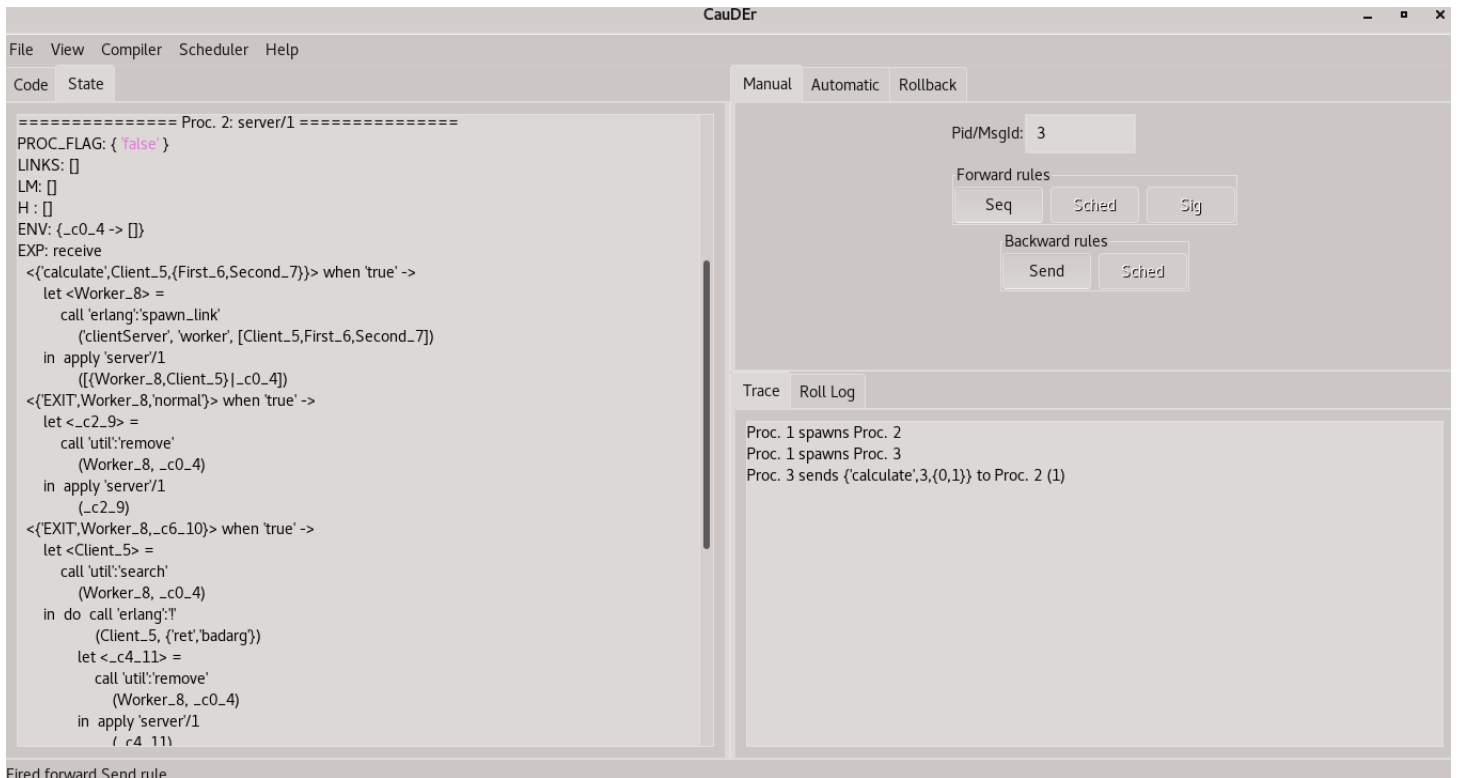 CauDEr
File View Compiler Scheduler Help
Code State
=============== Proc. 2: server/1 ===============
PROC_FLAG: { 'false' }
LINKS: []
LM: []
H : []
ENV: {_c0_4 -> []}
EXP: receive
<{'calculate',Client_5,{First_6,Second_7}}> when 'true' ->
let <Worker_8> =
call 'erlang':'spawn_link'
('clientServer', 'worker', [Client_5,First_6,Second_7])
in apply 'server'/1
([{Worker_8,Client_5}|_c0_4])
<{'EXIT',Worker_8,'normal'}> when 'true' ->
let <_c2_9> =
call 'util':'remove'
(Worker_8, _c0_4)
in apply 'server'/1
(_c2_9)
<{'EXIT',Worker_8,_c6_10}> when 'true' ->
let <Client_5> =
call 'util':'search'
(Worker_8, _c0_4)
in do call 'erlang':'!'
(Client_5, {'ret','badarg'})
let <_c4_11> =
call 'util':'remove'
(Worker_8, _c0_4)
in apply 'server'/1
(_c4_11)
Manual Automatic Rollback
Pid/MsgId: 3
Forward rules
Seq Sched Sig
Backward rules
Send Sched
Trace Roll Log
Proc. 1 spawns Proc. 2
Proc. 1 spawns Proc. 3
Proc. 3 sends {'calculate',3,{0,1}} to Proc. 2 (1)
Fired forward Send rule